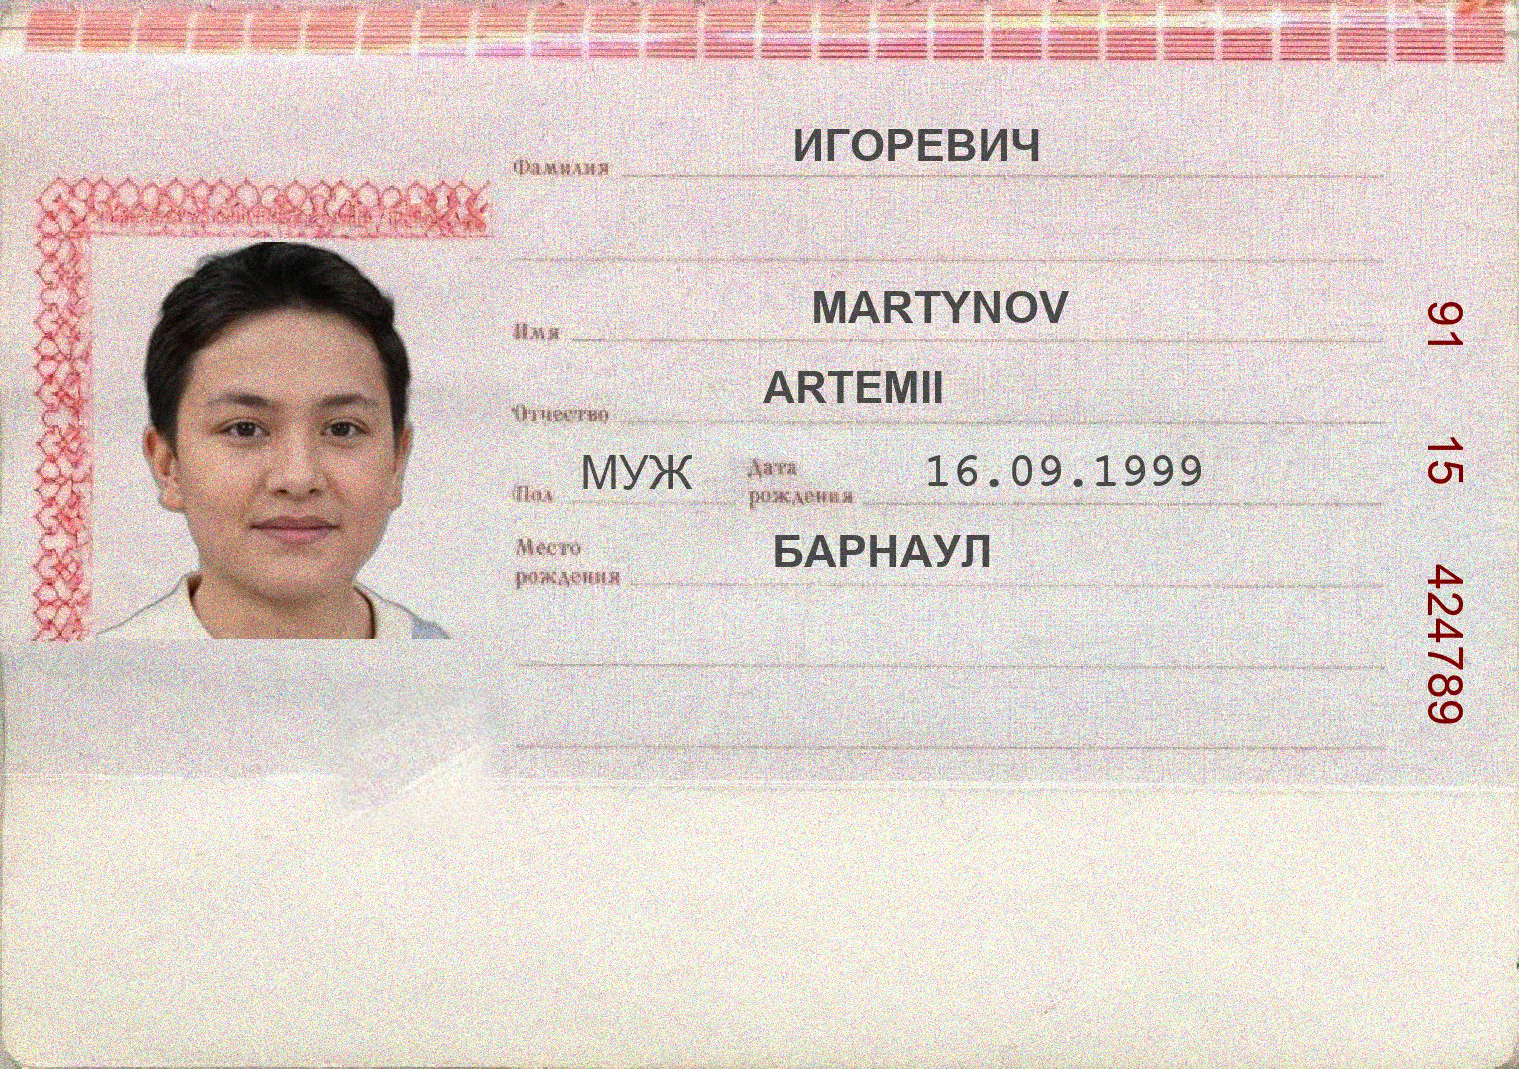 Фамилия ИГОРЕВИЧ
Имя MARTYNOV
Отчество ARTEMII
Пол МУЖ Дата рождения 16.09.1999
Место рождения БАРНАУЛ
91 15 424789